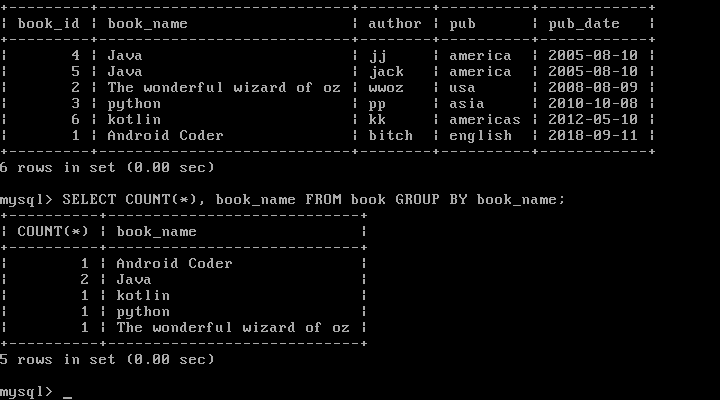 +---------+-------------------------+--------+----------+------------+
| book_id | book_name               | author | pub      | pub_date   |
+---------+-------------------------+--------+----------+------------+
|       4 | Java                    | jj     | america  | 2005-08-10 |
|       5 | Java                    | jack   | america  | 2005-08-10 |
|       2 | The wonderful wizard of oz | wwoz   | usa      | 2008-08-09 |
|       3 | python                  | pp     | asia     | 2010-10-08 |
|       6 | kotlin                  | kk     | americas | 2012-05-10 |
|       1 | Android Coder           | bitch  | english  | 2018-09-11 |
+---------+-------------------------+--------+----------+------------+
6 rows in set (0.00 sec)
mysql> SELECT COUNT(*), book_name FROM book GROUP BY book_name;
+----------+----------------------------+
| COUNT(*) | book_name                  |
+----------+----------------------------+
|        1 | Android Coder              |
|        2 | Java                       |
|        1 | kotlin                     |
|        1 | python                     |
|        1 | The wonderful wizard of oz |
+----------+----------------------------+
5 rows in set (0.00 sec)
mysql> _